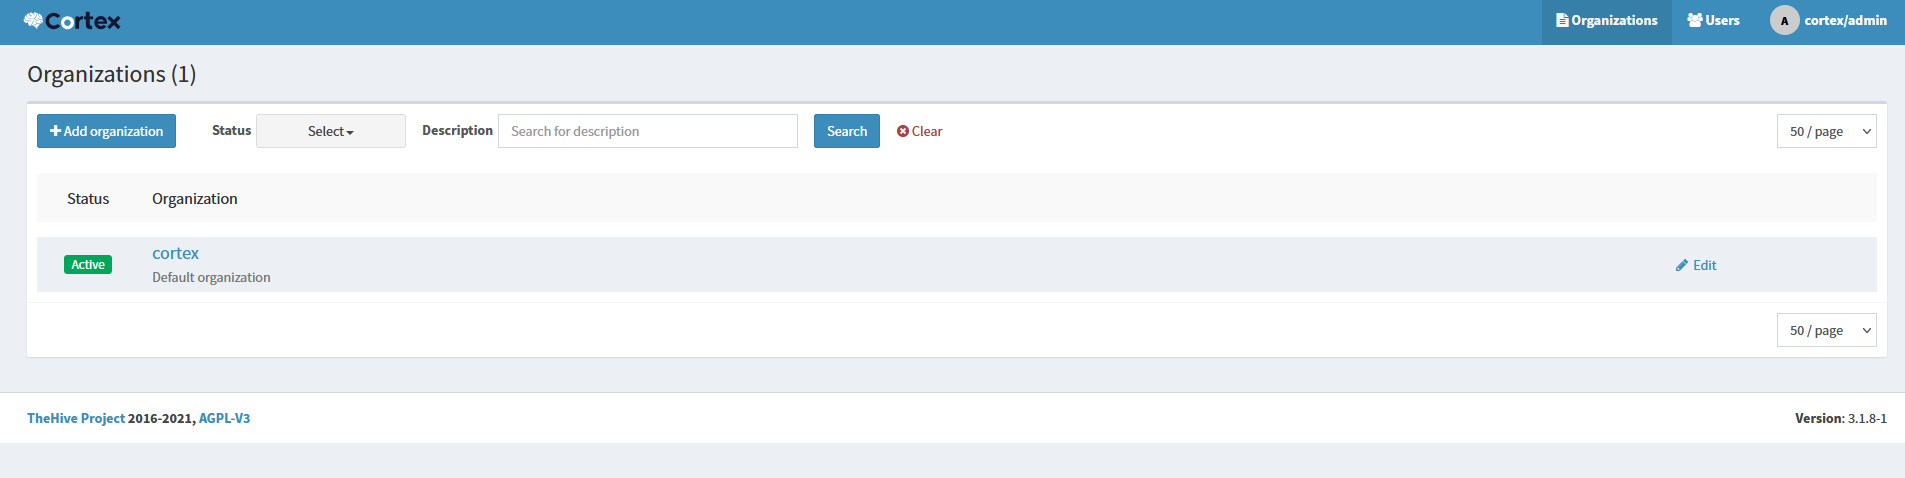 Cortex
Organizations Users A cortex/admin
Organizations (1)
Add organization Status Select Description Search for description Search Clear 50 / page
Status Organization
Active cortex Edit
Default organization
50 / page
TheHive Project 2016-2021, AGPL-V3 Version: 3.1.8-1